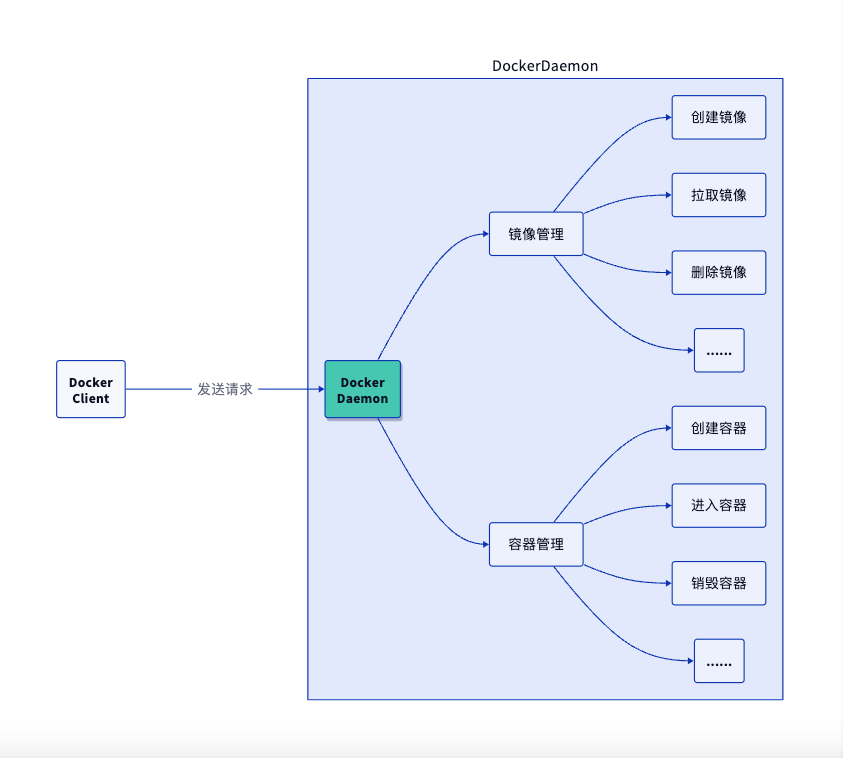 DockerDaemon
创建镜像
拉取镜像
镜像管理
删除镜像
......
Docker
Client
发送请求
Docker
Daemon
创建容器
进入容器
容器管理
销毁容器
......